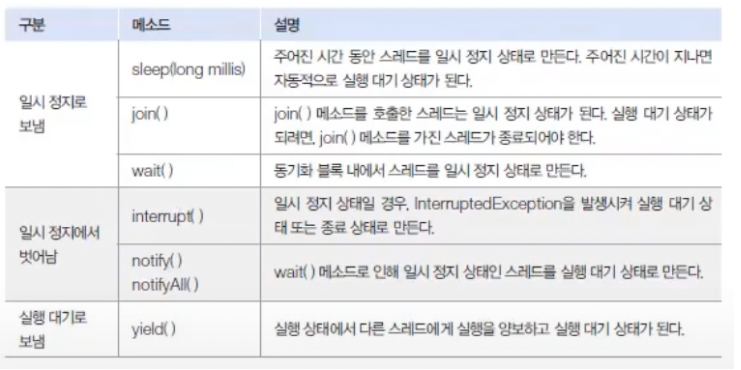 구분 메소드 설명
일시 정지로 보냄
sleep(long millis)
주어진 시간 동안 스레드를 일시 정지 상태로 만든다. 주어진 시간이 지나면
자동적으로 실행 대기 상태가 된다.
join( )
join( ) 메소드를 호출한 스레드는 일시 정지 상태가 된다. 실행 대기 상태가
되려면, join( ) 메소드를 가진 스레드가 종료되어야 한다.
wait( )
동기화 블록 내에서 스레드를 일시 정지 상태로 만든다.
일시 정지에서
벗어남
interrupt( )
일시 정지 상태일 경우, InterruptedException을 발생시켜 실행 대기 상
태 또는 종료 상태로 만든다.
notify( )
notifyAll( )
wait( ) 메소드로 인해 일시 정지 상태인 스레드를 실행 대기 상태로 만든다.
실행 대기로
보냄
yield( )
실행 상태에서 다른 스레드에게 실행을 양보하고 실행 대기 상태가 된다.